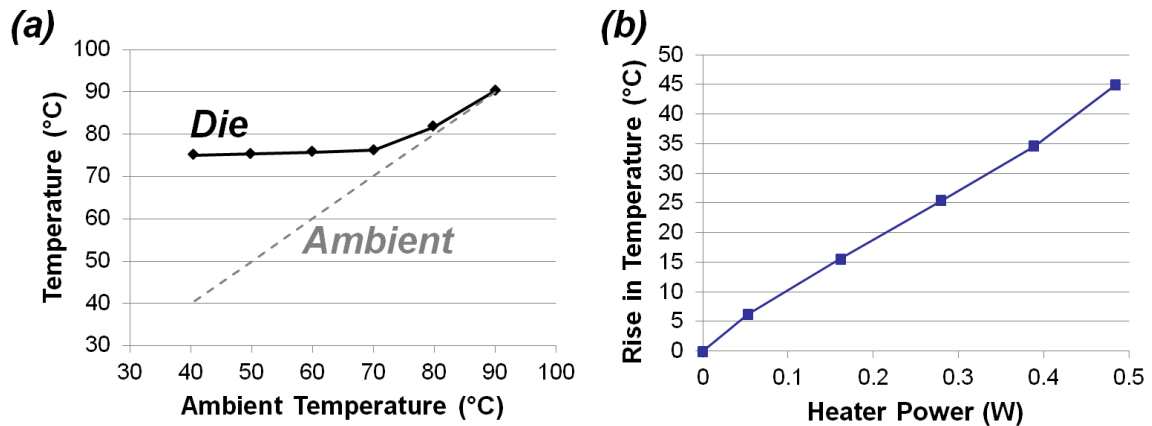 (a)
Temperature (°C)
100
90
80
70
60
50
40
30
Die
Ambient
30 40 50 60 70 80 90 100
Ambient Temperature (°C)
(b)
Rise in Temperature (°C)
50
45
40
35
30
25
20
15
10
5
0
0 0.1 0.2 0.3 0.4 0.5
Heater Power (W)